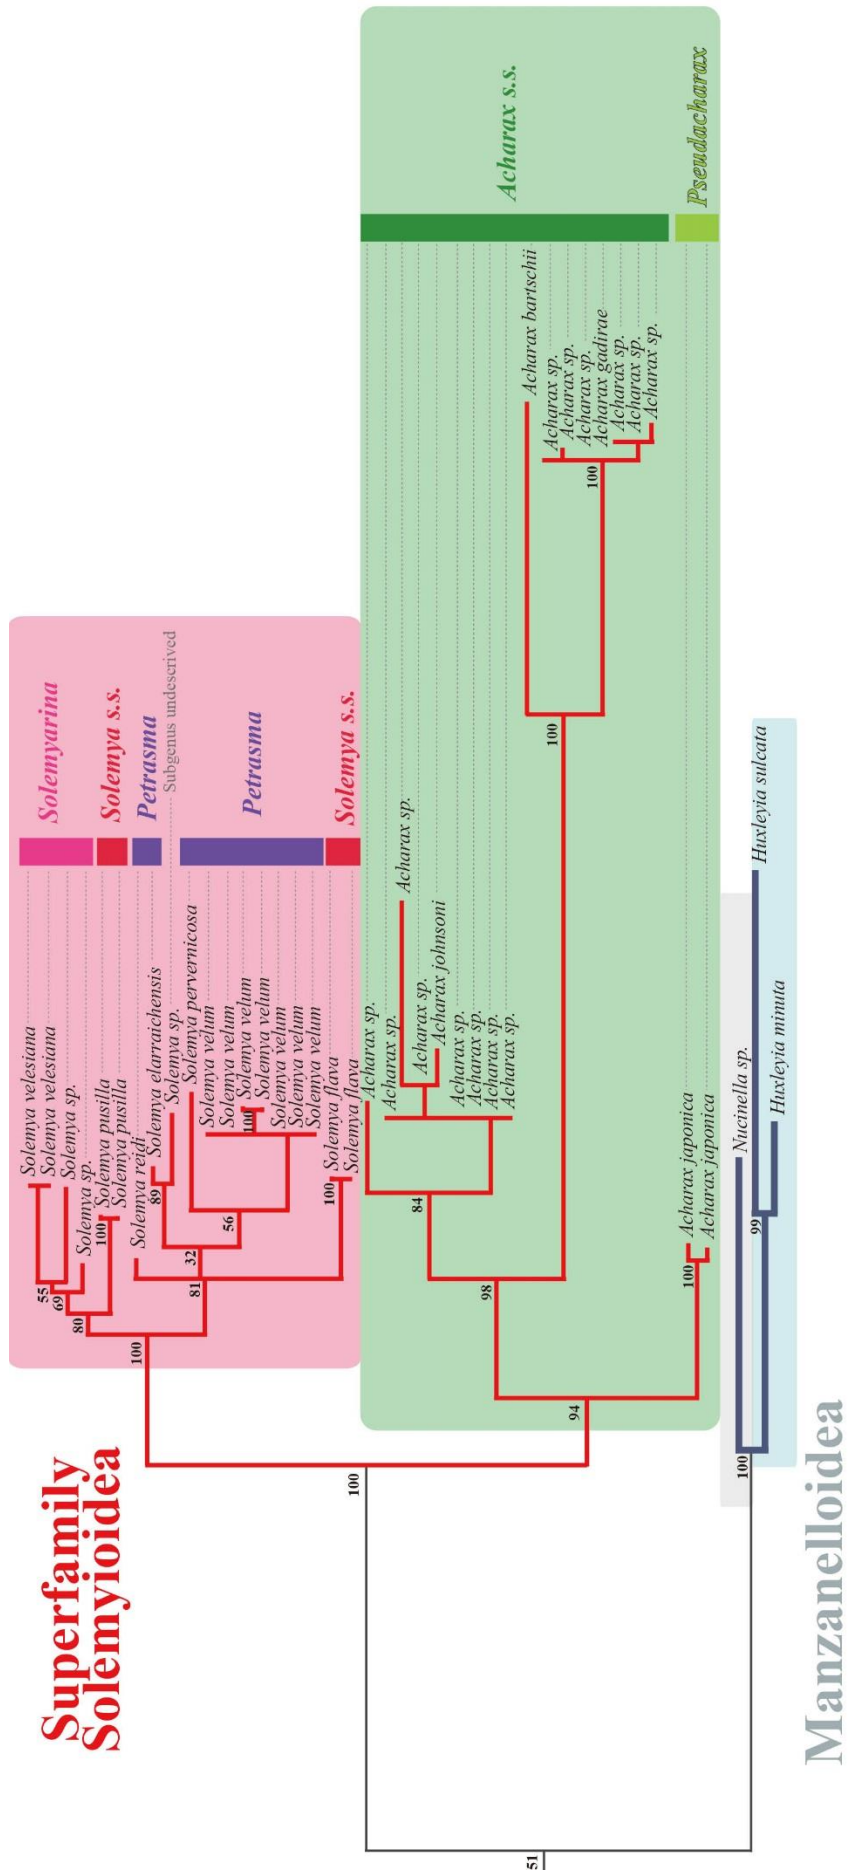 Superfamily
Solemyioidea
Solemya velesiana
Solemya velesiana
Solemya sp.
Solemya sp.
Solemya pusilla
Solemya pusilla
Solemya reidi
Solemya elarraichensis
Solemya sp.
Solemya pervernicosa
Solemya velum
Solemya velum
Solemya velum
Solemya velum
Solemya velum
Solemya velum
Solemya velum
Solemya flava
Solemya flava
Solemyarina
Solemya s.s.
Petrasma
Subgenus undescrived
Petrasma
Solemya s.s.
55
69
80
100
100
89
32
81
56
100
100
100
Acharax sp.
Acharax sp.
Acharax sp.
Acharax sp.
Acharax johnsoni
Acharax sp.
Acharax sp.
Acharax sp.
Acharax sp.
Acharax bartschii
Acharax sp.
Acharax sp.
Acharax sp.
Acharax gadirae
Acharax sp.
Acharax sp.
Acharax sp.
Acharax japonica
Acharax japonica
Acharax s.s.
Pseudacharax
84
98
94
100
100
100
Nucinella sp.
Huxleyia sulcata
Huxleyia minuta
100
99
51
Manzanelloidea